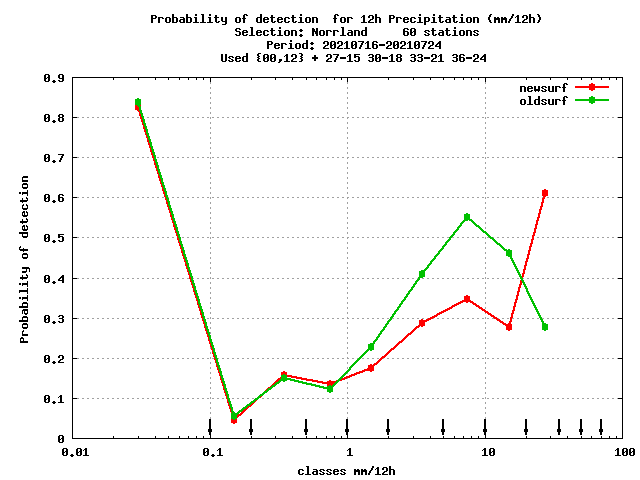 Probability of detection  for 12h Precipitation (mm/12h)
Selection: Norrland     60 stations
Period: 20210716-20210724
Used {00,12} + 27-15 30-18 33-21 36-24
newsurf
oldsurf
0.9
0.8
0.7
0.6
0.5
0.4
0.3
0.2
0.1
0
Probability of detection
0.01 0.1 1 10 100
classes mm/12h